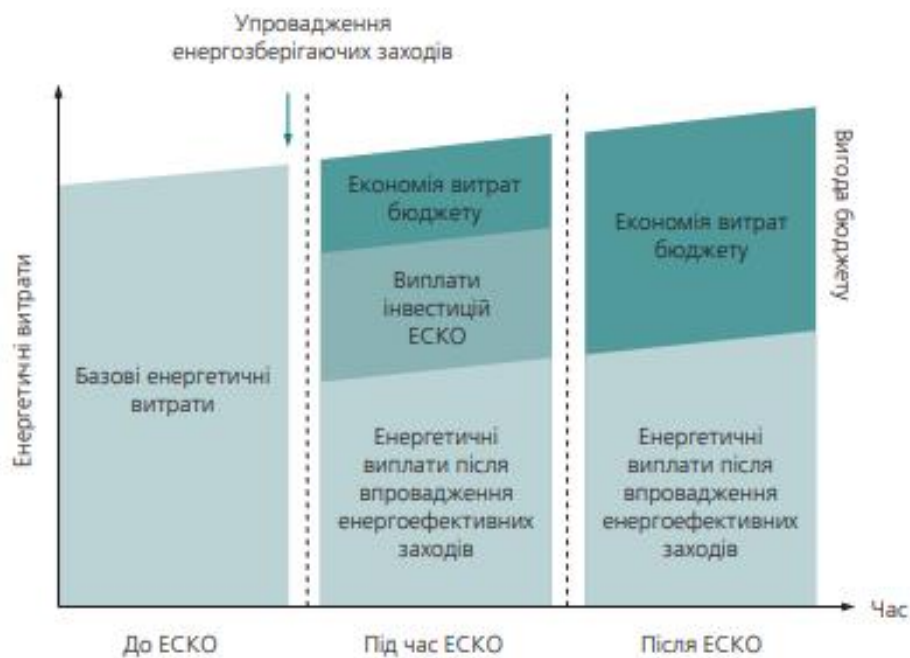 Упровадження
енергозберігаючих заходів
Енергетичні витрати
Базові енергетичні
витрати
Економія витрат
бюджету
Виплати
інвестицій
ЕСКО
Енергетичні
виплати після
впровадження
енергоефективних
заходів
Економія витрат
бюджету
Енергетичні
виплати після
впровадження
енергоефективних
заходів
Вигода бюджету
Час
До ЕСКО
Під час ЕСКО
Після ЕСКО